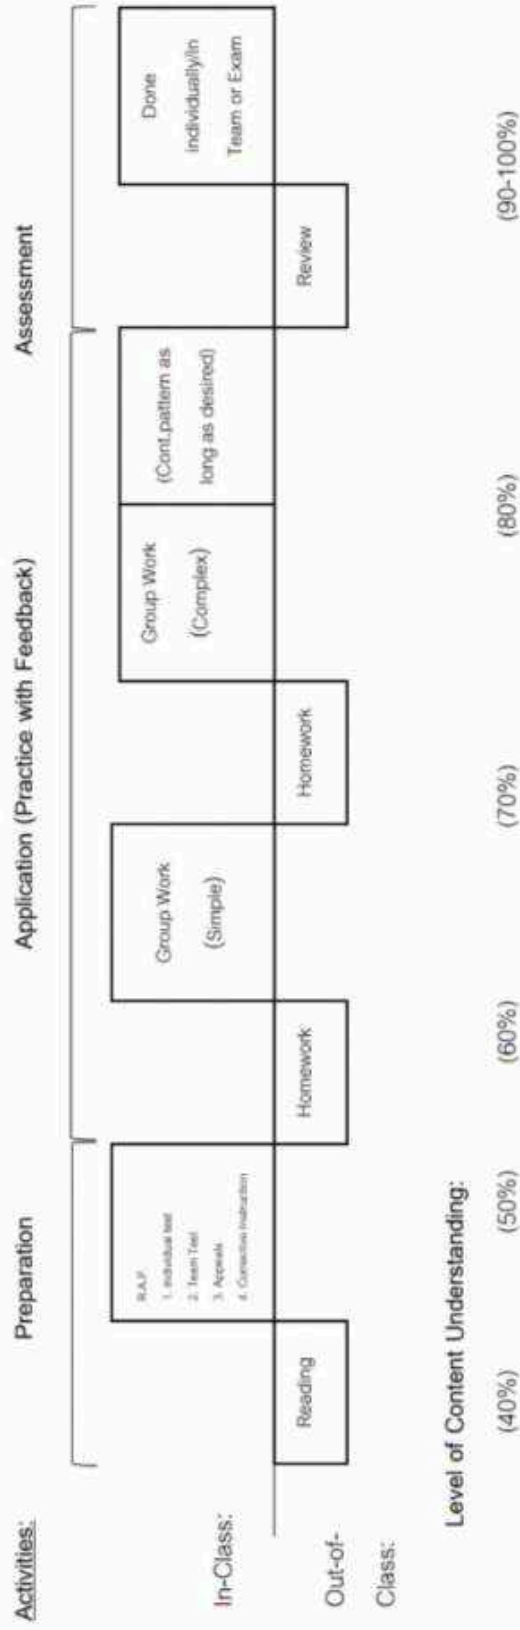 Activities:
Preparation
Application (Practice with Feedback)
Assessment
In-Class:
R.A.P
1. Individual test
2. Team Test
3. Appeals
4. Corrective Instruction
Group Work
(Simple)
Group Work
(Complex)
(Cont.pattern as
long as desired)
Done
individually/in
Team or Exam
Out-of-
Class:
Reading
Homework
Homework
Review
Level of Content Understanding:
(40%)
(50%)
(60%)
(70%)
(80%)
(90-100%)